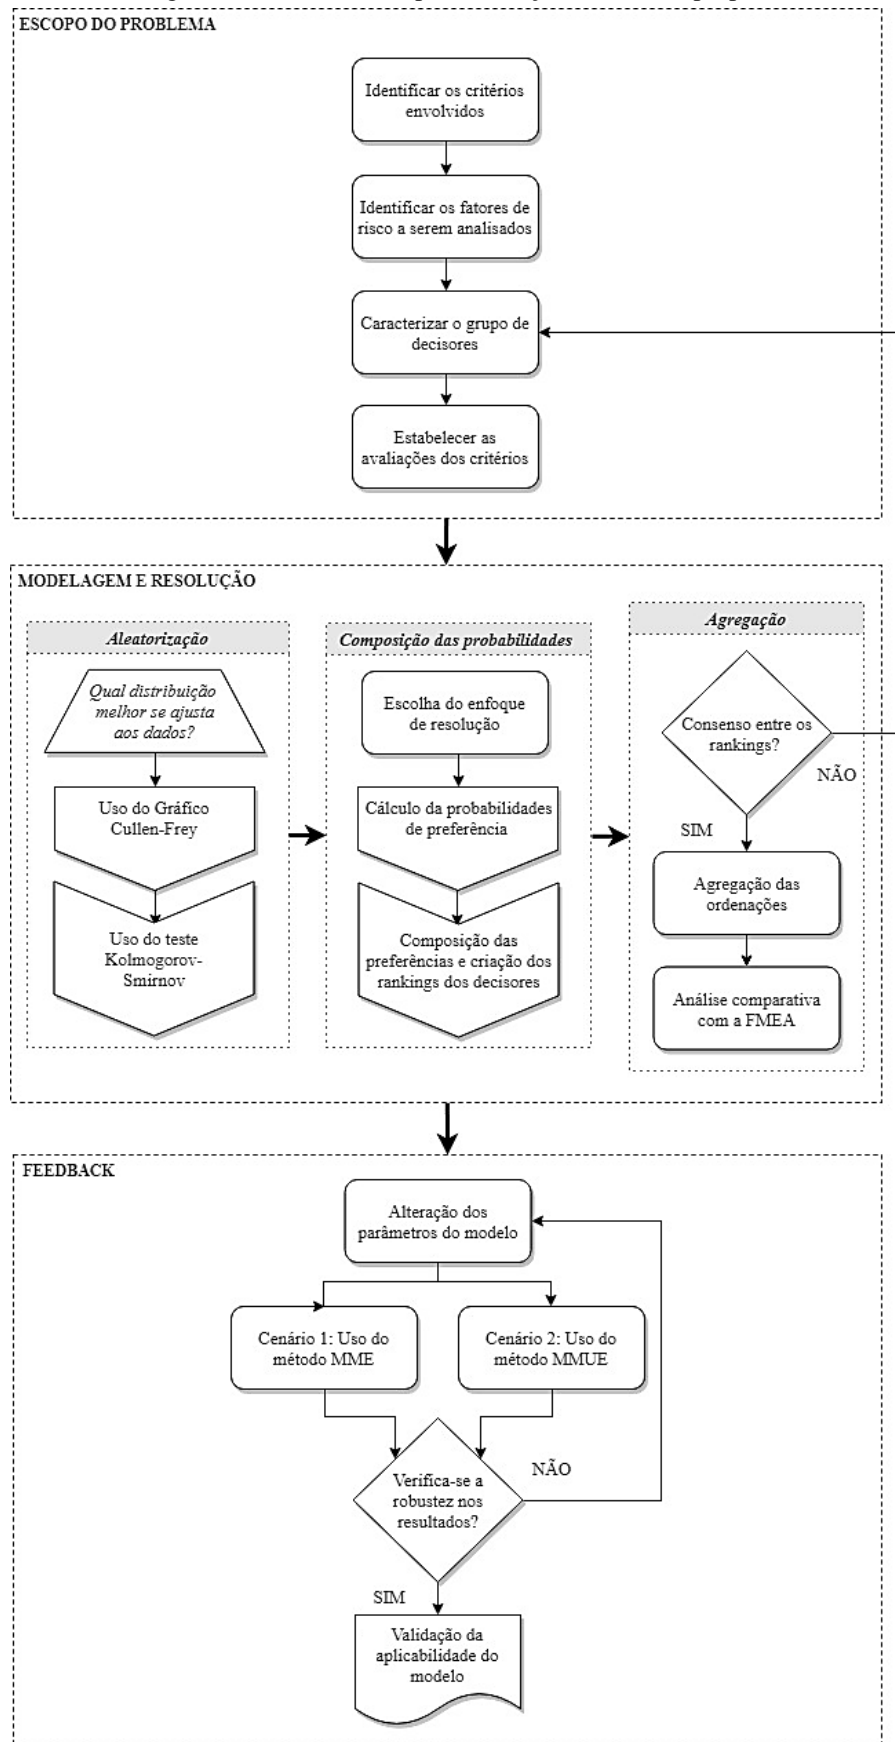 ESCOPO DO PROBLEMA
Identificar os critérios
envolvidos
Identificar os fatores de
risco a serem analisados
Caracterizar o grupo de
decisores
Estabelecer as
avaliações dos critérios
MODELAGEM E RESOLUÇÃO
Aleatorização
Qual distribuição
melhor se ajusta
aos dados?
Uso do Gráfico
Cullen-Frey
Uso do teste
Kolmogorov-
Smirnov
Composição das probabilidades
Escolha do enfoque
de resolução
Cálculo da probabilidades
de preferência
Composição das
preferências e criação dos
rankings dos decisores
Agregação
Consenso entre os
rankings?
NÃO
SIM
Agregação das
ordenações
Análise comparativa
com a FMEA
FEEDBACK
Alteração dos
parâmetros do modelo
Cenário 1: Uso do
método MME
Cenário 2: Uso do
método MMUE
Verifica-se a
robustez nos
resultados?
NÃO
SIM
Validação da
aplicabilidade do
modelo